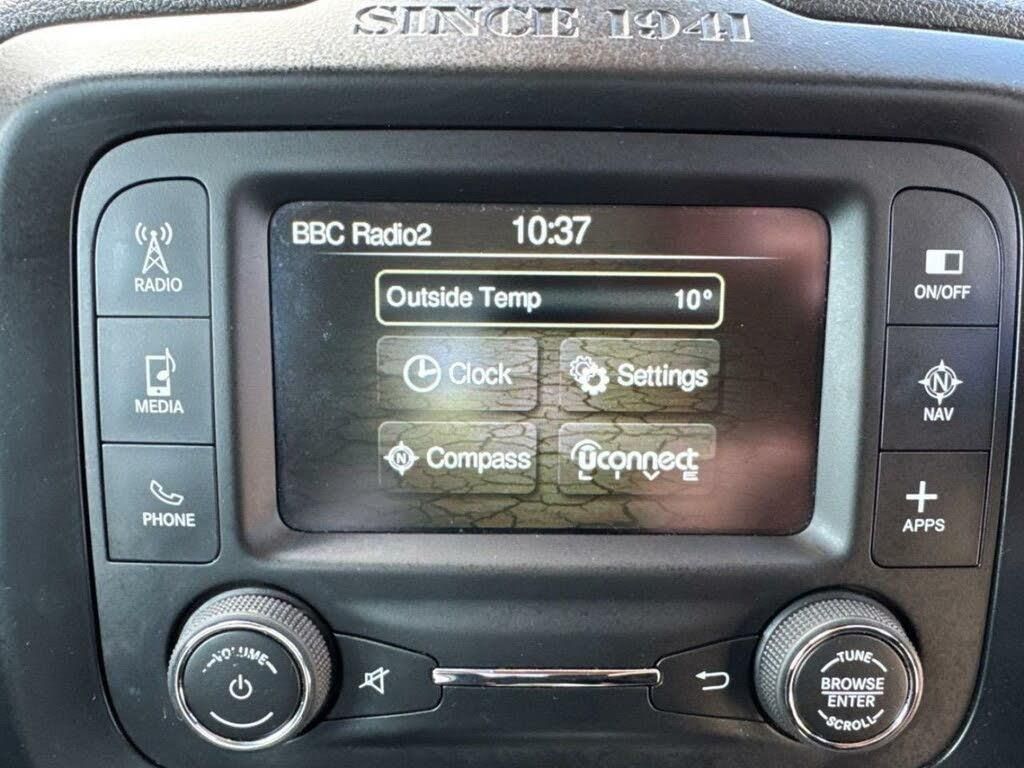 SINCE 1941
BBC Radio2 10:37
Outside Temp 10°
Clock
Settings
N Compass
uconnect
LIVE
RADIO
MEDIA
PHONE
ON/OFF
N
NAV
APPS
VOLUME
TUNE
BROWSE
ENTER
SCROLL